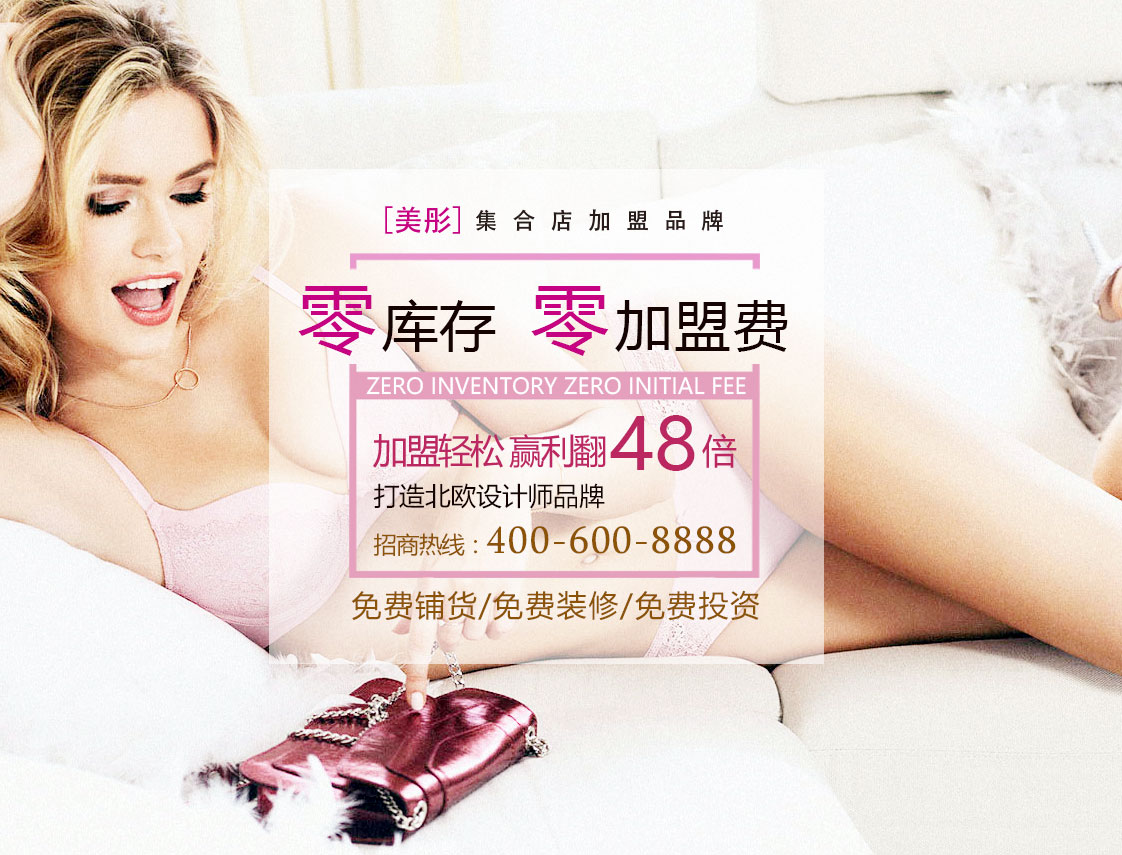 [美彤] 集合店加盟品牌
零库存 零加盟费
ZERO INVENTORY ZERO INITIAL FEE
加盟轻松 赢利翻48倍
打造北欧设计师品牌
招商热线：400-600-8888
免费铺货/免费装修/免费投资